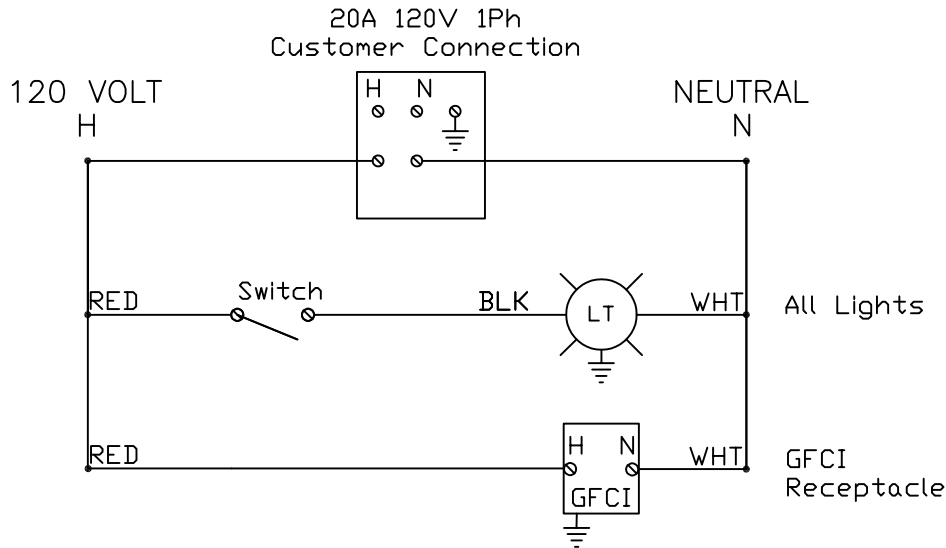 20A 120V 1Ph
Customer Connection
120 VOLT
H
H N
NEUTRAL
N
RED
Switch
BLK
LT
WHT
All Lights
RED
H N
GFCI
WHT
GFCI
Receptacle